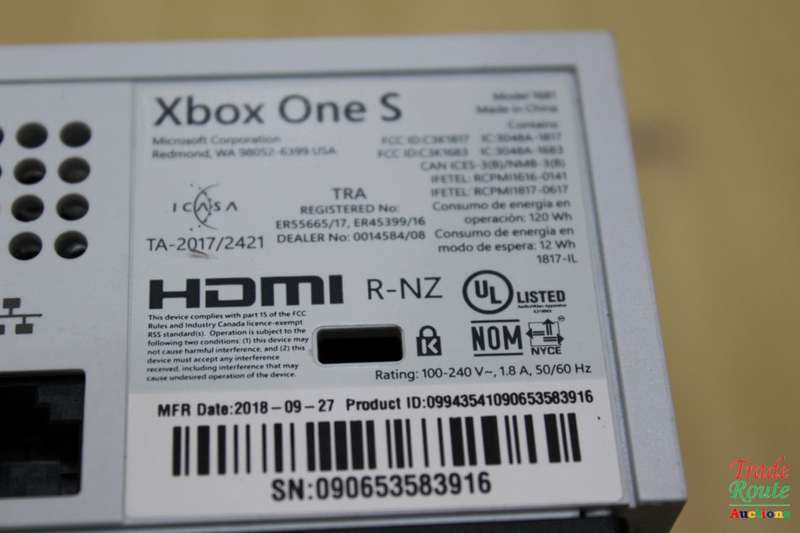 Xbox One S
Model 1681
Made in China
Microsoft Corporation
Redmond, WA 98052-6399 USA
Contains
FCC ID:C3K1817 IC:3048A-1817
FCC ID:C3K1683 IC:3048A-1683
CAN ICES-3(B)/NMB-3(B)
IFETEL: RCPMI1616-0141
IFETEL: RCPMI1817-0617
Consumo de energía en
operación: 120 Wh
Consumo de energía en
modo de espera: 12 Wh
1817-IL
ICASA
TA-2017/2421
TRA
REGISTERED No:
ER55665/17, ER45399/16
DEALER No: 0014584/08
HDMI R-NZ UL LISTED
This device complies with part 15 of the FCC
Rules and Industry Canada licence-exempt
RSS standard(s). Operation is subject to the
following two conditions: (1) this device may
not cause harmful interference, and (2) this
device must accept any interference
received, including interference that may
cause undesired operation of the device.
K
NOM NYCE
Rating: 100-240 V~, 1.8 A, 50/60 Hz
MFR Date:2018-09-27 Product ID:09943541090653583916
SN:090653583916
Trade
Route
Auctions